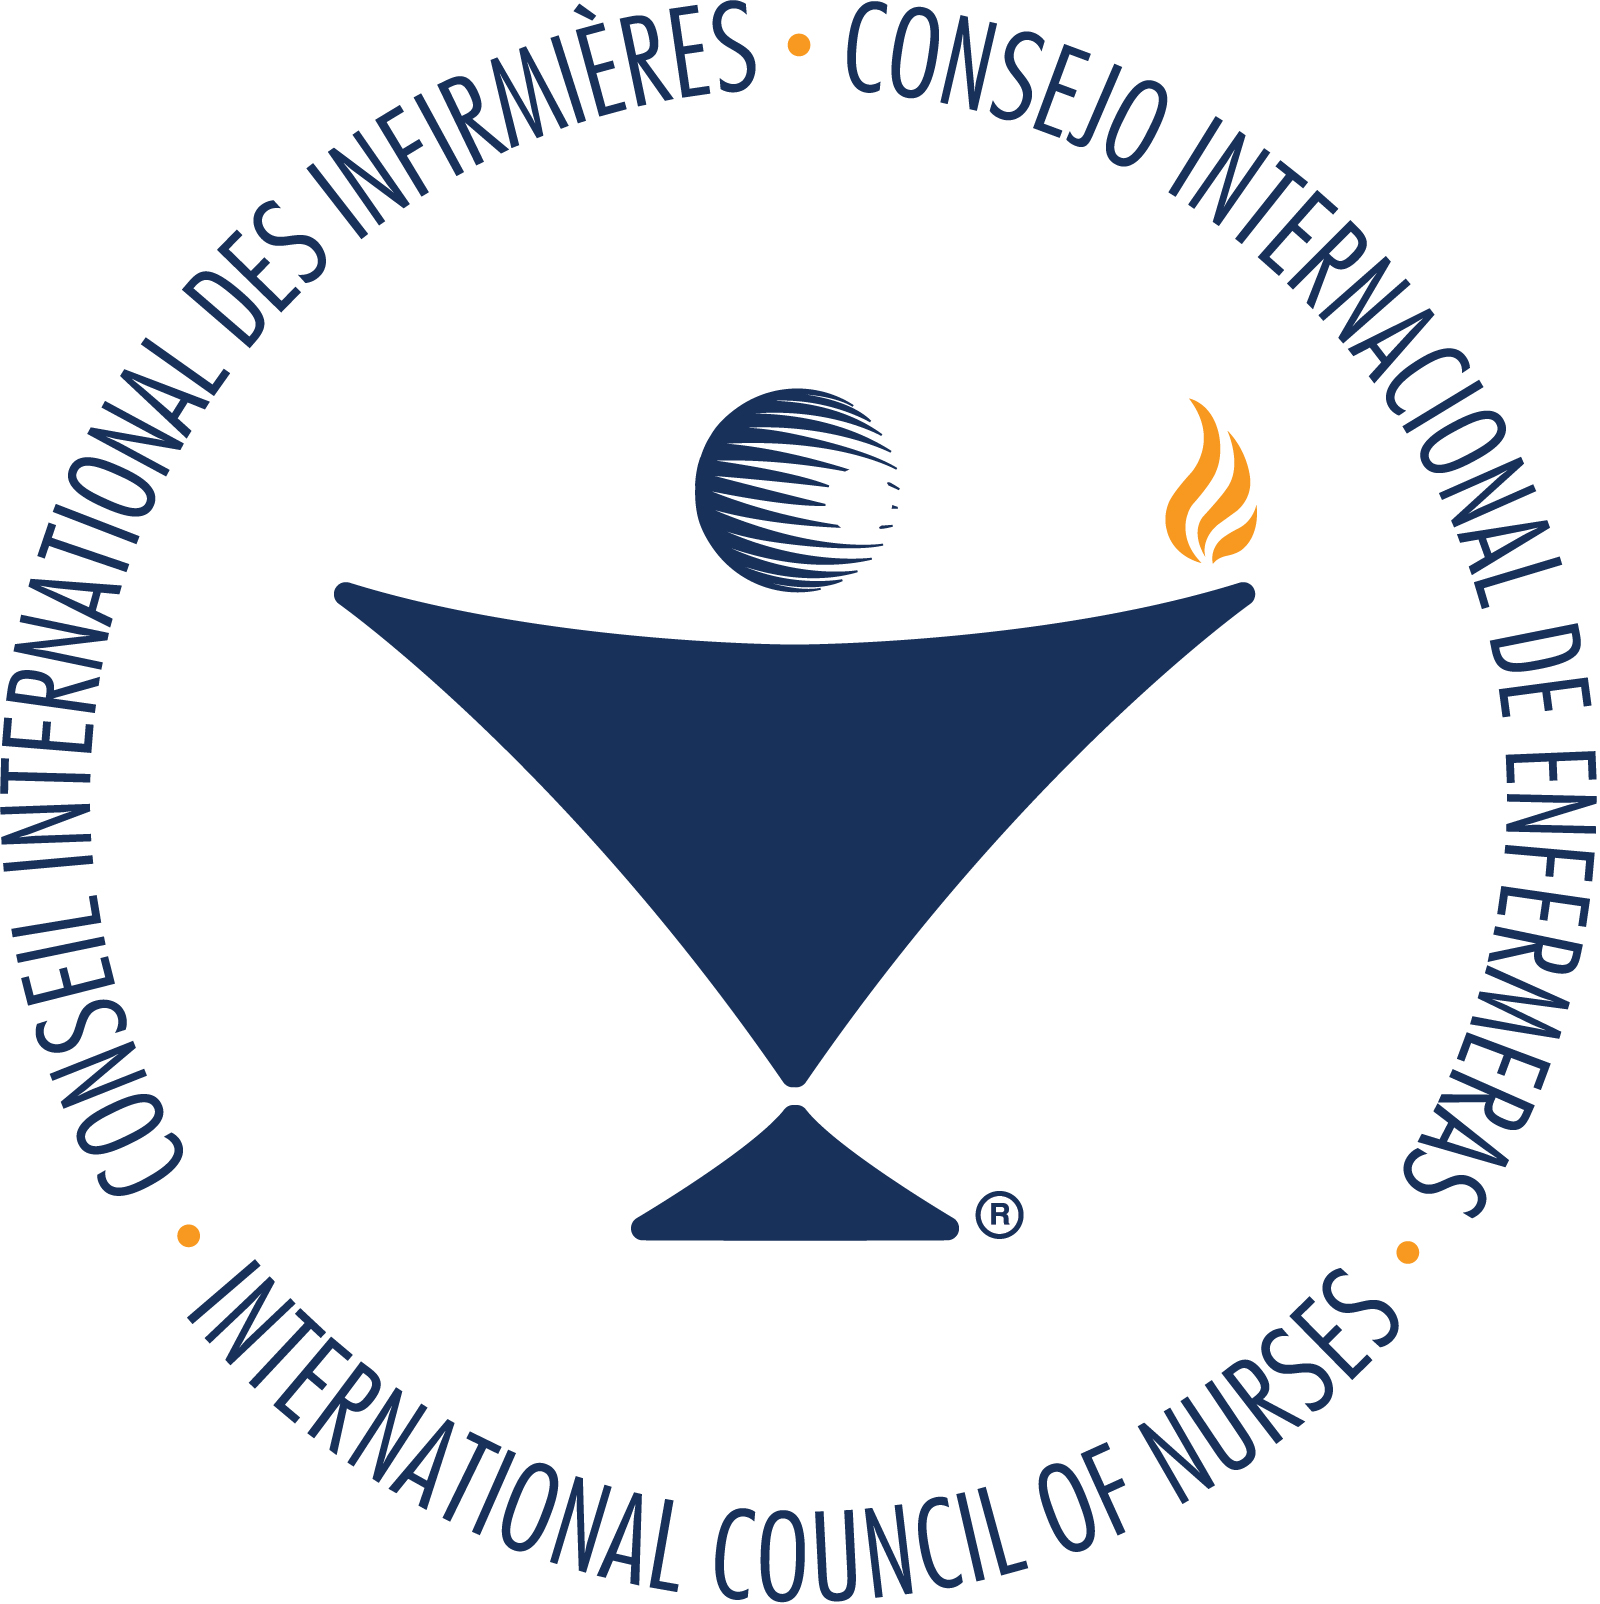 CONSEIL INTERNATIONAL DES INFIRMIÈRES · CONSEJO INTERNACIONAL DE ENFERMERAS ·
· INTERNATIONAL COUNCIL OF NURSES
®